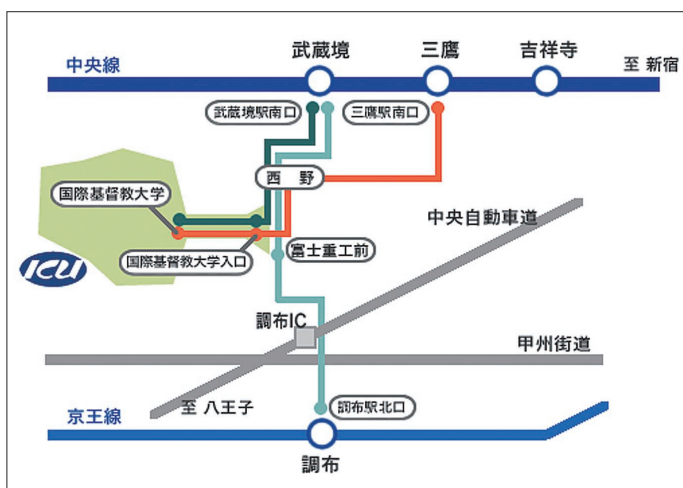 武蔵境
三鷹
吉祥寺
中央線
至 新宿
武蔵境駅南口
三鷹駅南口
西 野
国際基督教大学
中央自動車道
国際基督教大学入口
富士重工前
ICU
調布IC
甲州街道
至 八王子
調布駅北口
京王線
調布